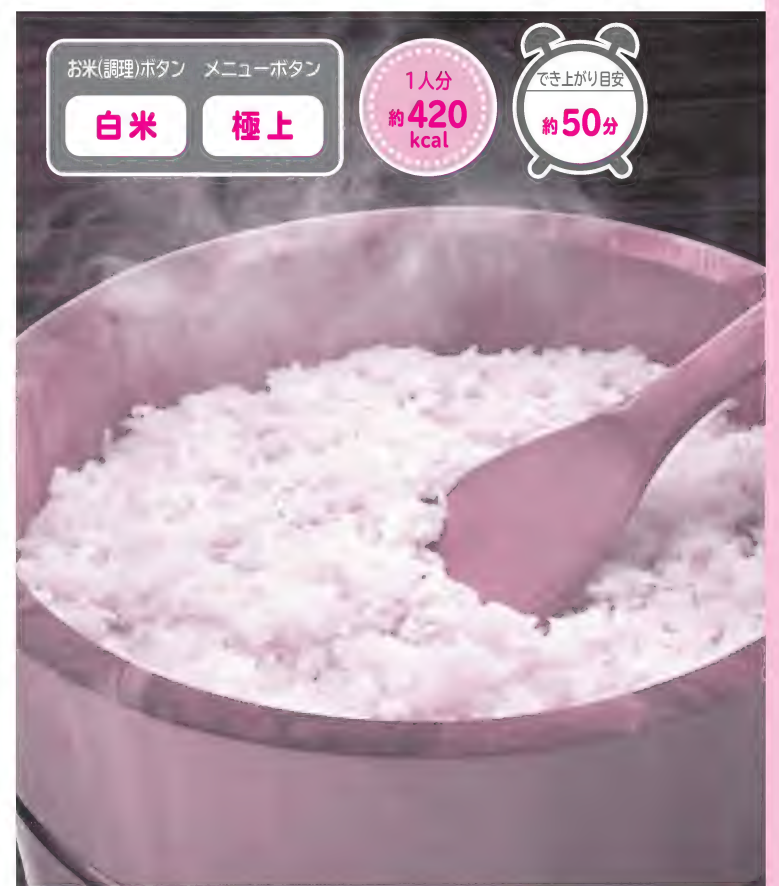 お米(調理)ボタン メニューボタン
白米 極上
1人分
約420
kcal
でき上がり目安
約50分